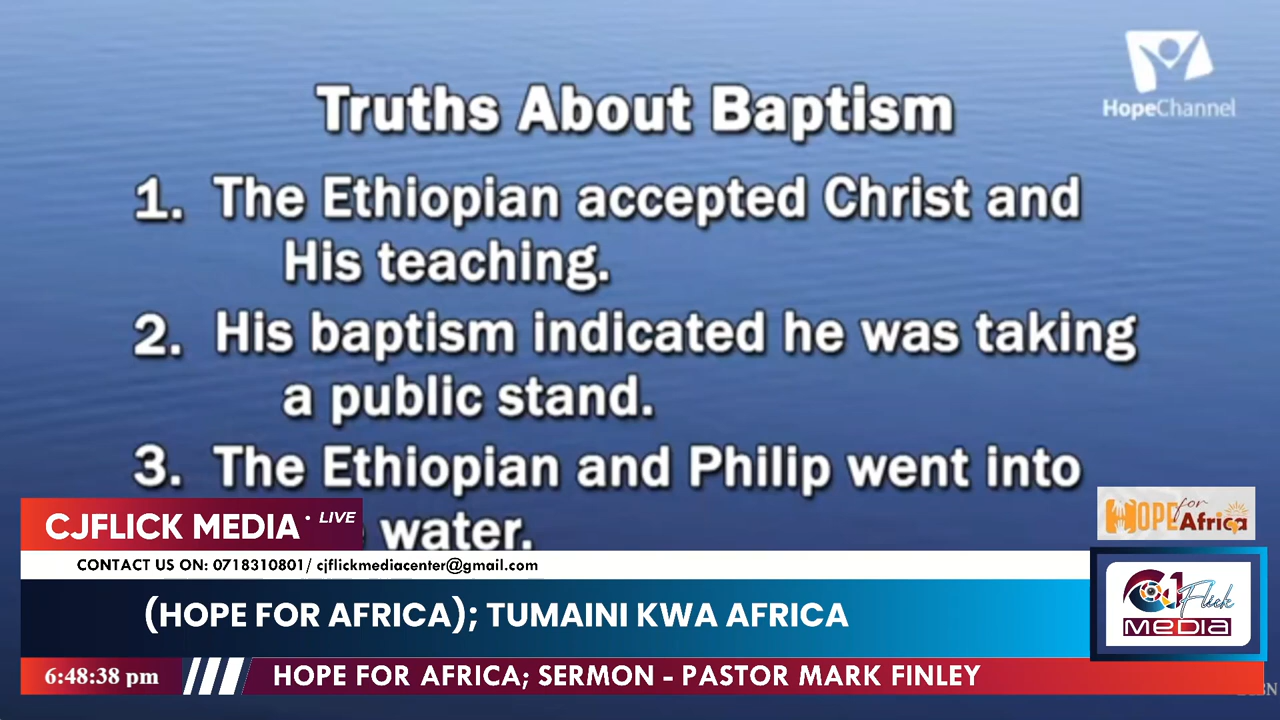 HopeChannel
Truths About Baptism
1. The Ethiopian accepted Christ and
His teaching.
2. His baptism indicated he was taking
a public stand.
3. The Ethiopian and Philip went into
water.
CJFLICK MEDIA • LIVE
HOPE for Africa
CONTACT US ON: 0718310801/ cjflickmediacenter@gmail.com
(HOPE FOR AFRICA); TUMAINI KWA AFRICA
Flick
MEDIA
6:48:38 pm
HOPE FOR AFRICA; SERMON - PASTOR MARK FINLEY